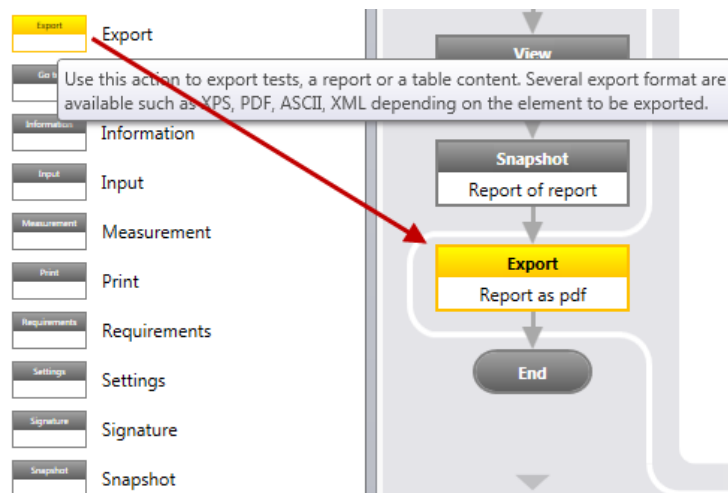 Export
Export
Go t
Use this action to export tests, a report or a table content. Several export format are
available such as XPS, PDF, ASCII, XML depending on the element to be exported.
Information
Information
Input
Input
Measurement
Measurement
Print
Print
Requirements
Requirements
Settings
Settings
Signature
Signature
Snapshot
Snapshot
View
Snapshot
Report of report
Export
Report as pdf
End